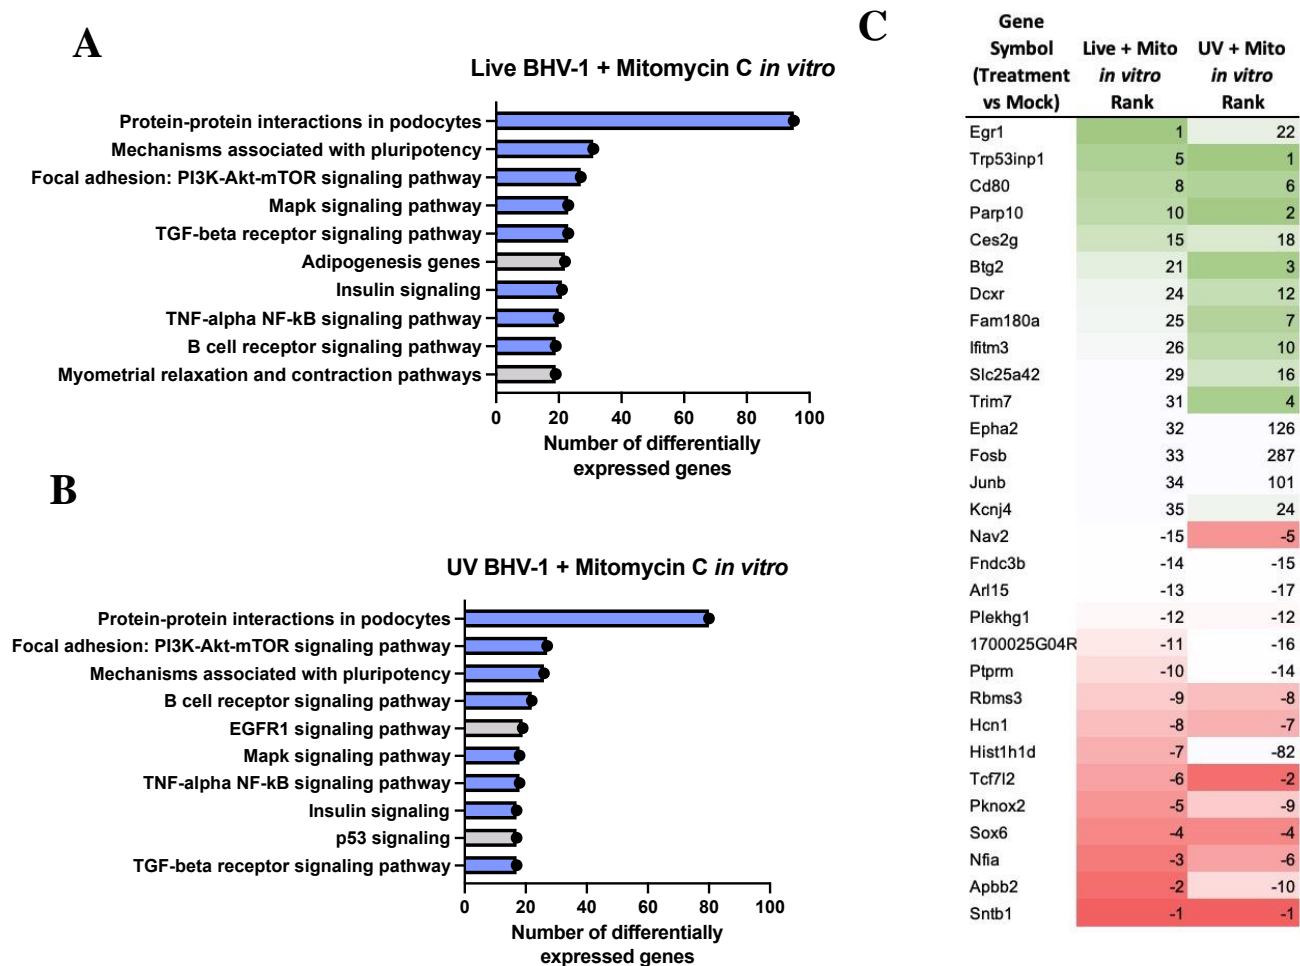 A
Live BHV-1 + Mitomycin C in vitro
Protein-protein interactions in podocytes
Mechanisms associated with pluripotency
Focal adhesion: PI3K-Akt-mTOR signaling pathway
Mapk signaling pathway
TGF-beta receptor signaling pathway
Adipogenesis genes
Insulin signaling
TNF-alpha NF-kB signaling pathway
B cell receptor signaling pathway
Myometrial relaxation and contraction pathways
0 20 40 60 80 100
Number of differentially
expressed genes
B
UV BHV-1 + Mitomycin C in vitro
Protein-protein interactions in podocytes
Focal adhesion: PI3K-Akt-mTOR signaling pathway
Mechanisms associated with pluripotency
B cell receptor signaling pathway
EGFR1 signaling pathway
Mapk signaling pathway
TNF-alpha NF-kB signaling pathway
Insulin signaling
p53 signaling
TGF-beta receptor signaling pathway
0 20 40 60 80 100
Number of differentially
expressed genes
C
Gene
Symbol Live + Mito UV + Mito
(Treatment in vitro in vitro
vs Mock) Rank Rank
Egr1 1 22
Trp53inp1 5 1
Cd80 8 6
Parp10 10 2
Ces2g 15 18
Btg2 21 3
Dcxr 24 12
Fam180a 25 7
Ifitm3 26 10
Slc25a42 29 16
Trim7 31 4
Epha2 32 126
Fosb 33 287
Junb 34 101
Kcnj4 35 24
Nav2 -15 -5
Fndc3b -14 -15
Arl15 -13 -17
Plekhg1 -12 -12
1700025G04R -11 -16
Ptprm -10 -14
Rbms3 -9 -8
Hcn1 -8 -7
Hist1h1d -7 -82
Tcf7l2 -6 -2
Pknox2 -5 -9
Sox6 -4 -4
Nfia -3 -6
Apbb2 -2 -10
Sntb1 -1 -1